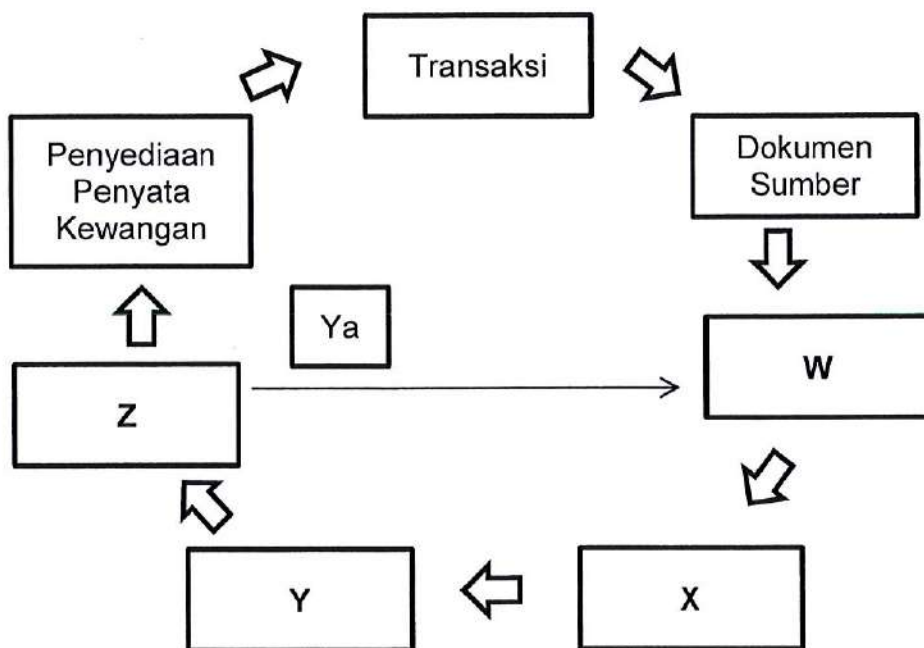 Transaksi
Penyediaan
Penyata
Kewangan
Dokumen
Sumber
Ya
W
Z
Y
X